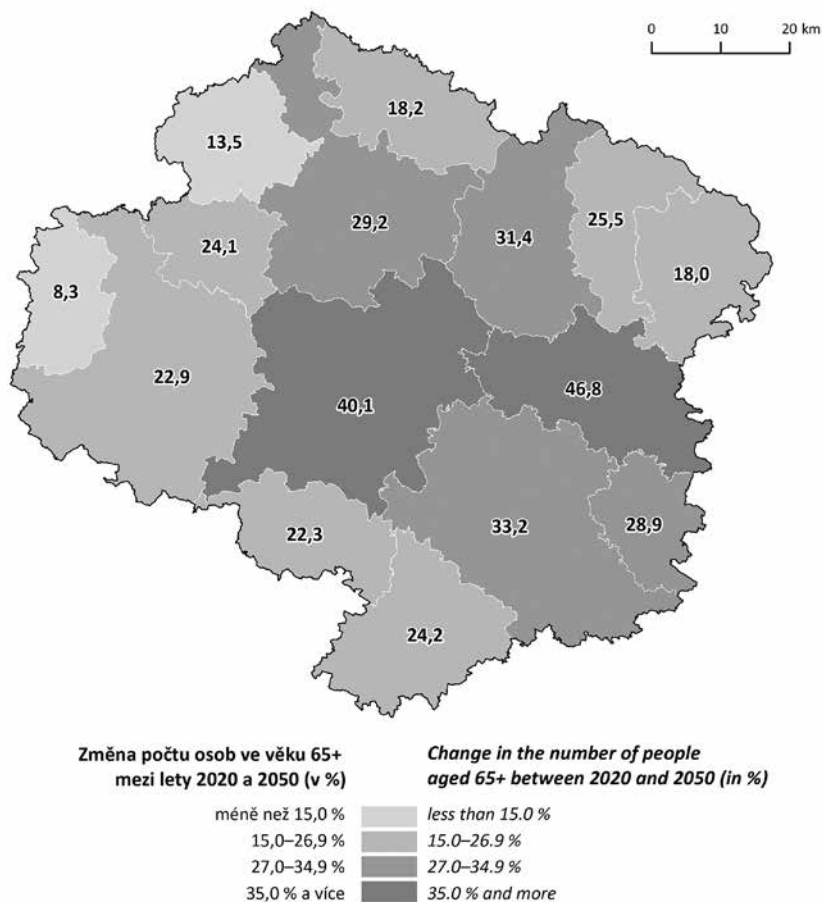 0 10 20 km
18,2
13,5
29,2
31,4
25,5
24,1
18,0
8,3
22,9
40,1
46,8
22,3
33,2
28,9
24,2
Změna počtu osob ve věku 65+
mezi lety 2020 a 2050 (v %)
Change in the number of people
aged 65+ between 2020 and 2050 (in %)
méně než 15,0 % less than 15.0 %
15,0–26,9 % 15.0–26.9 %
27,0–34,9 % 27.0–34.9 %
35,0 % a více 35.0 % and more